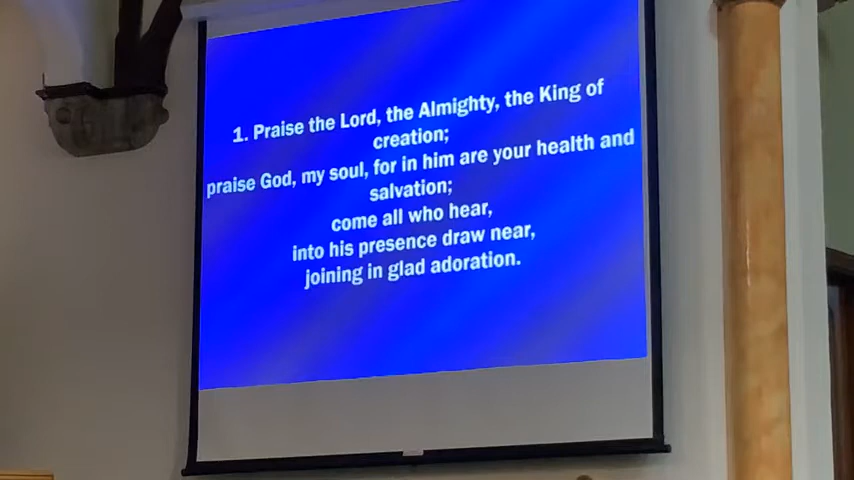 1. Praise the Lord, the Almighty, the King of
creation;
praise God, my soul, for in him are your health and
salvation;
come all who hear,
into his presence draw near,
joining in glad adoration.